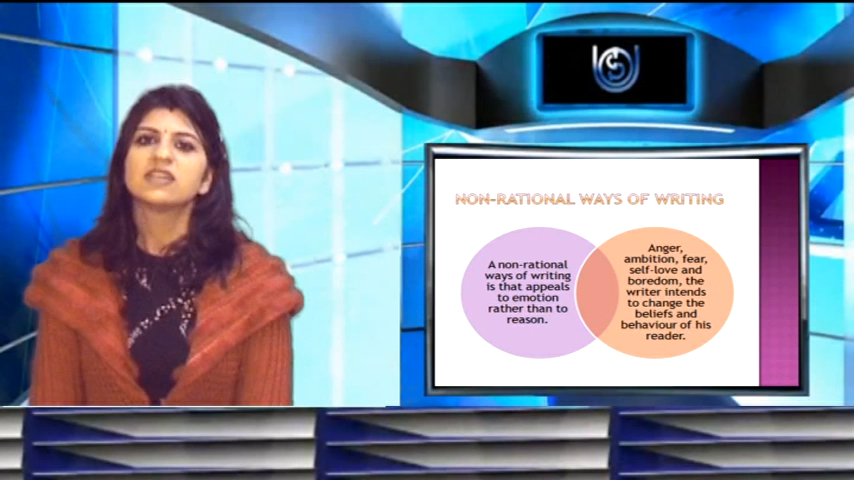 NON-RATIONAL WAYS OF WRITING
A non-rational
ways of writing
is that appeals
to emotion
rather than to
reason.
Anger,
ambition, fear,
self-love and
boredom, the
writer intends
to change the
beliefs and
behaviour of his
reader.